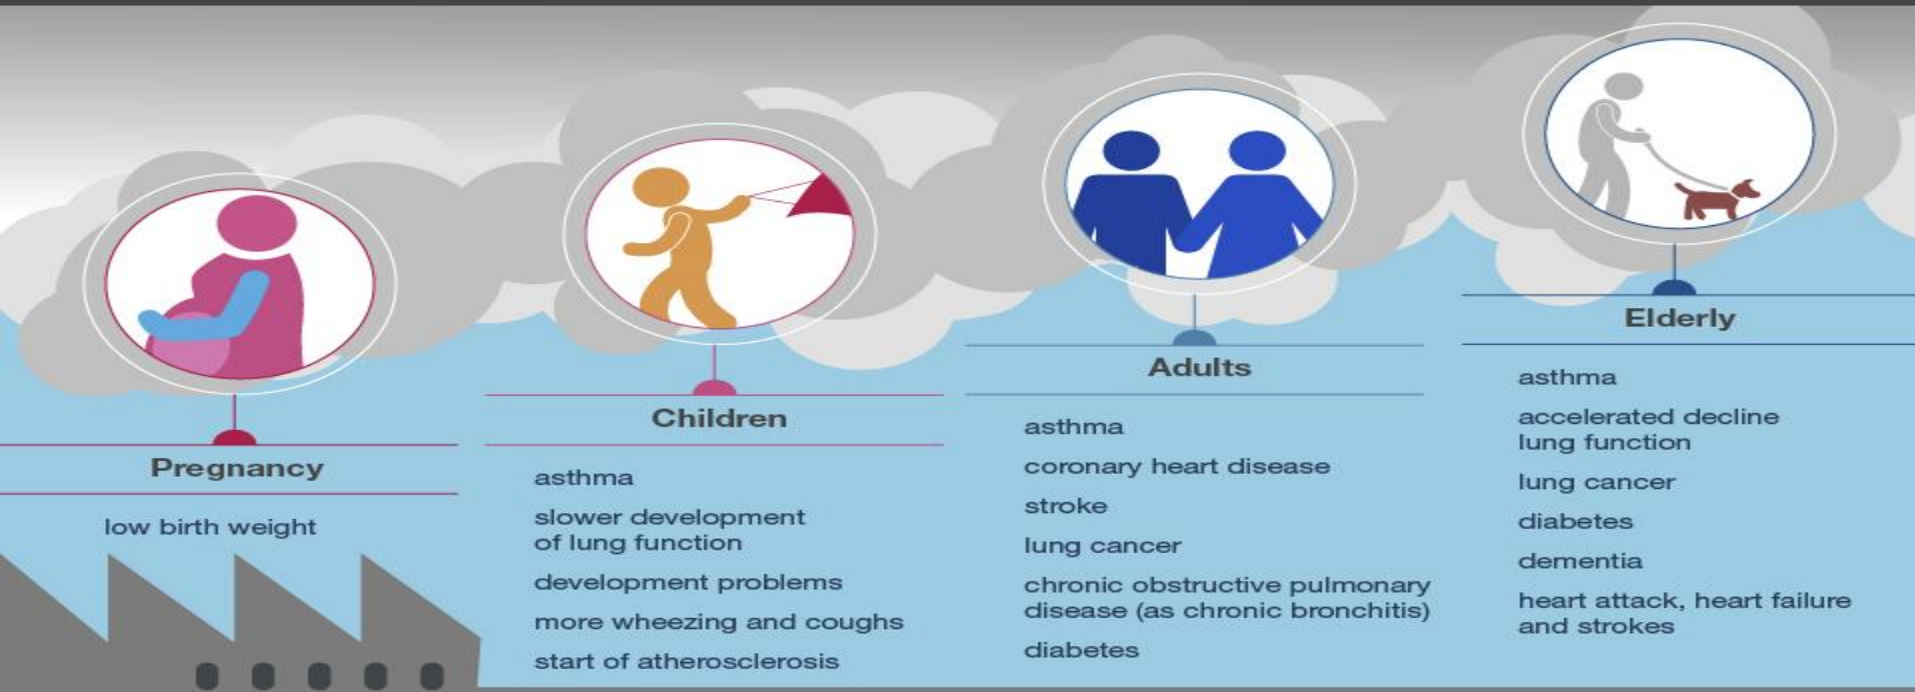 Pregnancy
low birth weight
Children
asthma
slower development
of lung function
development problems
more wheezing and coughs
start of atherosclerosis
Adults
asthma
coronary heart disease
stroke
lung cancer
chronic obstructive pulmonary
disease (as chronic bronchitis)
diabetes
Elderly
asthma
accelerated decline
lung function
lung cancer
diabetes
dementia
heart attack, heart failure
and strokes